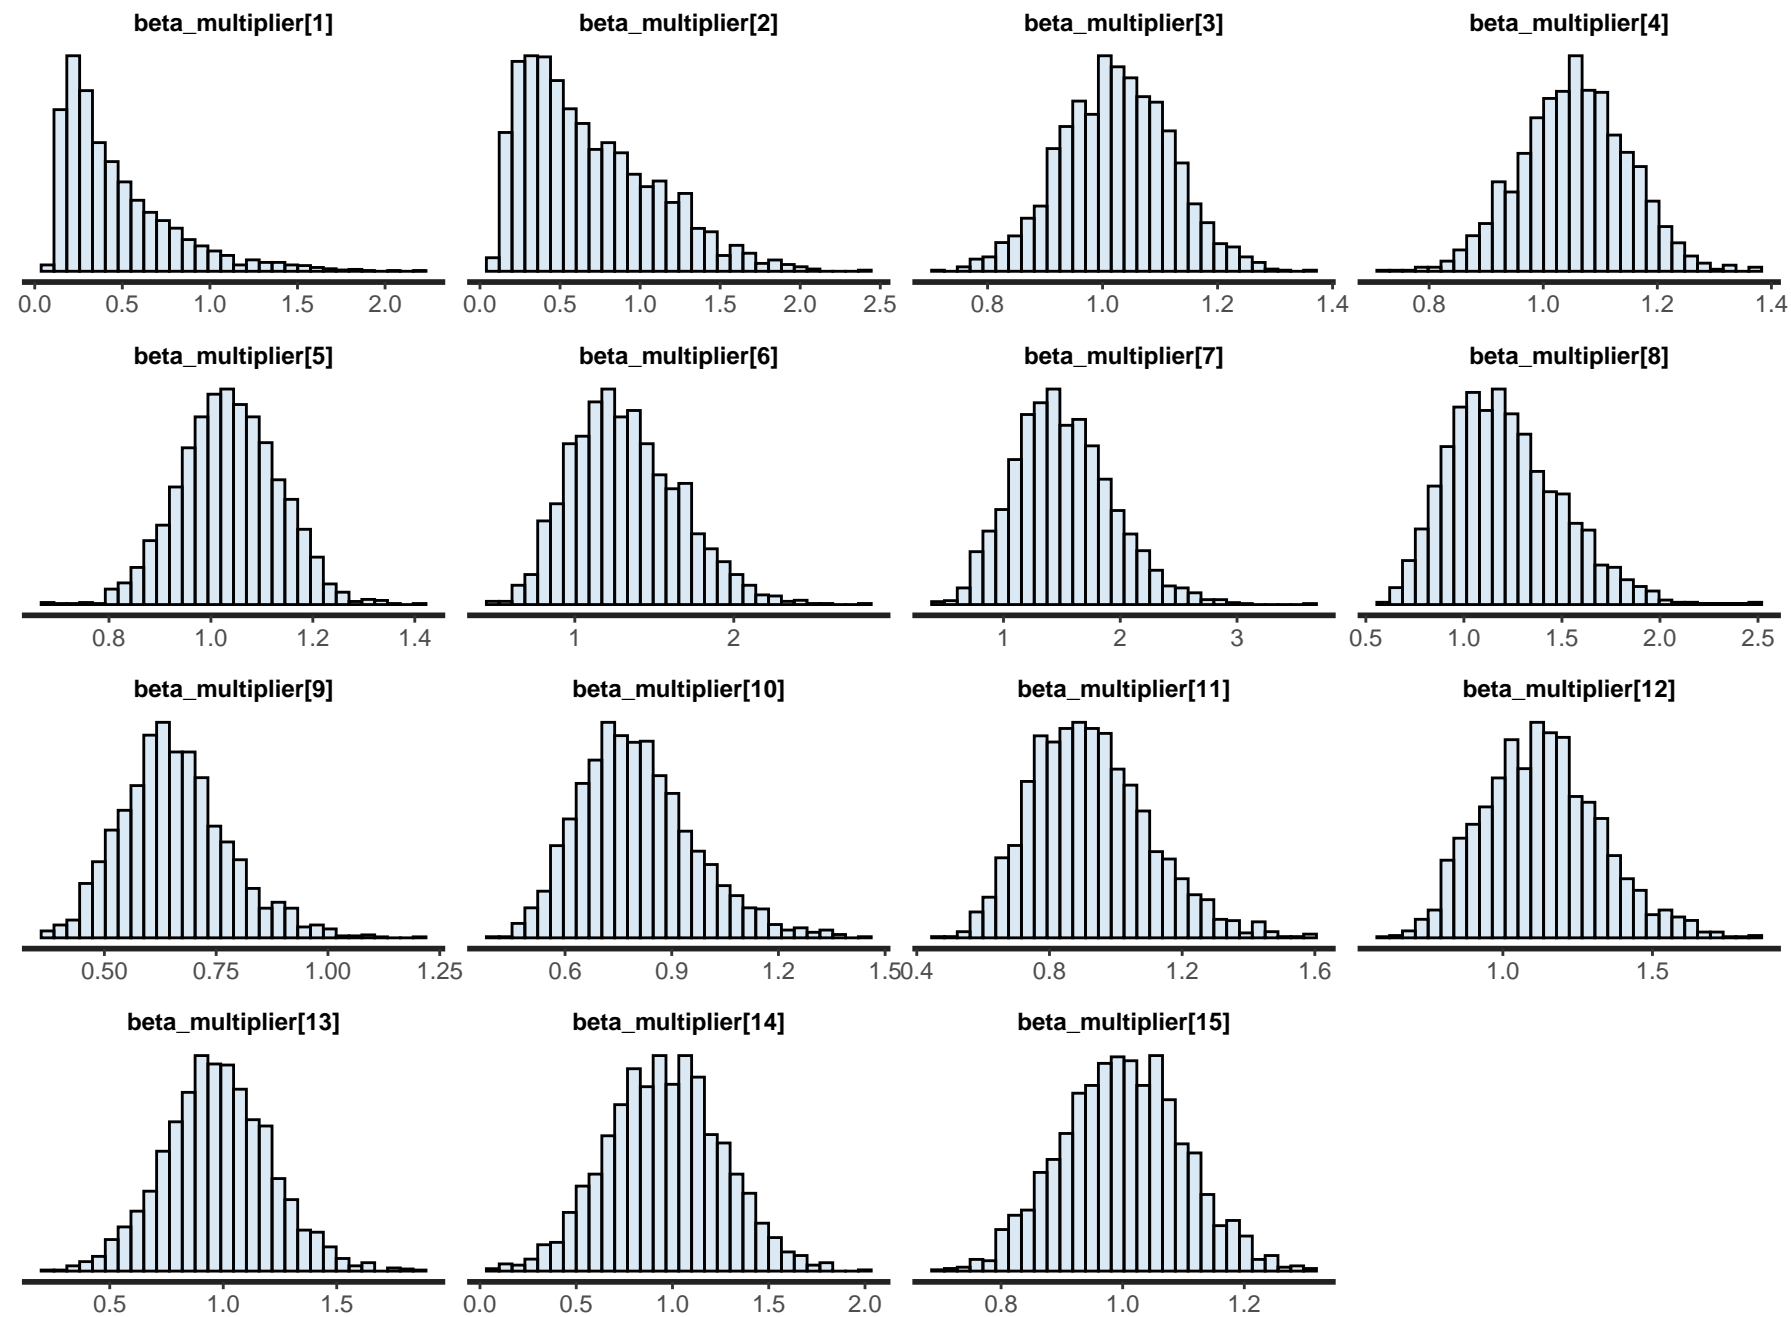 beta_multiplier[1] beta_multiplier[2] beta_multiplier[3] beta_multiplier[4]
0.0 0.5 1.0 1.5 2.0 0.0 0.5 1.0 1.5 2.0 2.5 0.8 1.0 1.2 1.4 0.8 1.0 1.2 1.4
beta_multiplier[5] beta_multiplier[6] beta_multiplier[7] beta_multiplier[8]
0.8 1.0 1.2 1.4 1 2 1 2 3 0.5 1.0 1.5 2.0 2.5
beta_multiplier[9] beta_multiplier[10] beta_multiplier[11] beta_multiplier[12]
0.50 0.75 1.00 1.25 0.6 0.9 1.2 1.5 0.4 0.8 1.2 1.6 1.0 1.5
beta_multiplier[13] beta_multiplier[14] beta_multiplier[15]
0.5 1.0 1.5 0.0 0.5 1.0 1.5 2.0 0.8 1.0 1.2